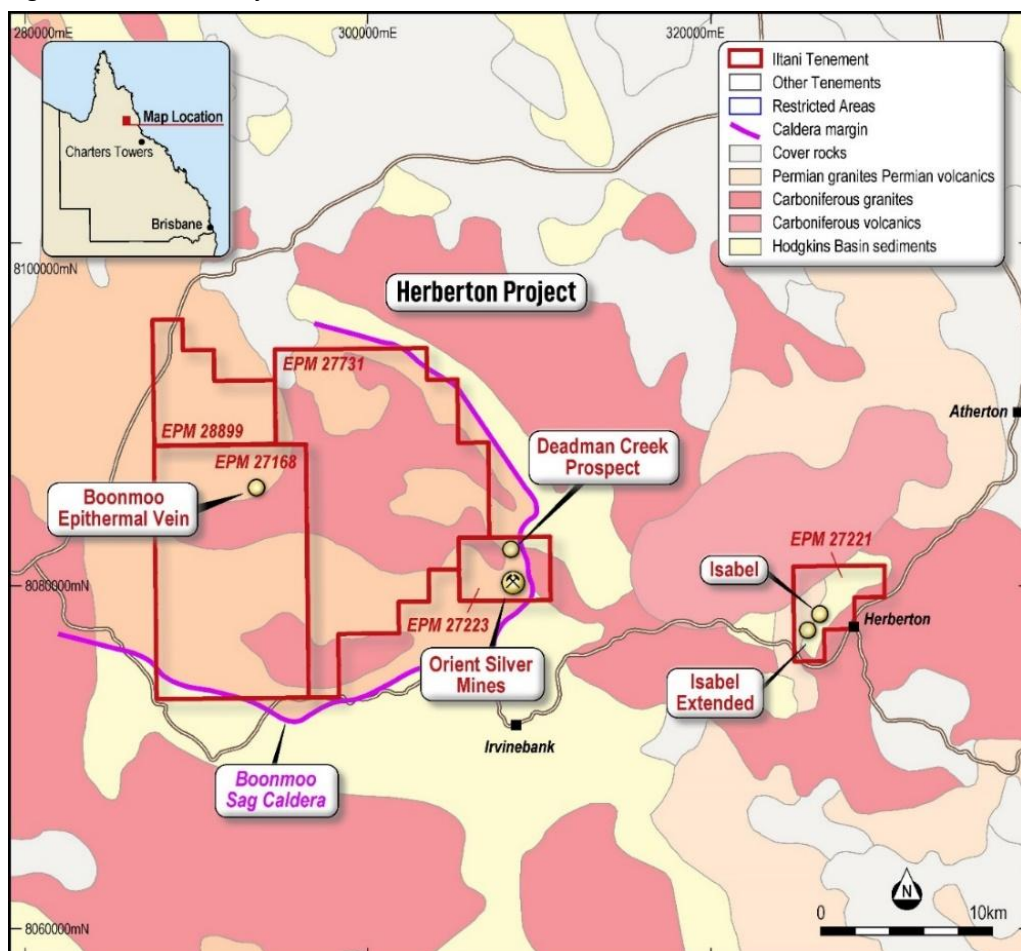 280000mE
300000mE
320000mE
Map Location
Charters Towers
Brisbane
Iltani Tenement
Other Tenements
Restricted Areas
Caldera margin
Cover rocks
Permian granites Permian volcanics
Carboniferous granites
Carboniferous volcanics
Hodgkins Basin sediments
8100000mN
Herberton Project
EPM 27731
Atherton
EPM 28899
EPM 27168
Deadman Creek
Prospect
Boonmoo
Epithermal Vein
EPM 27221
Isabel
8080000mN
EPM 27223
Herberton
Orient Silver
Mines
Isabel
Extended
Irvinebank
Boonmoo
Sag Caldera
N
0
10km
8060000mN